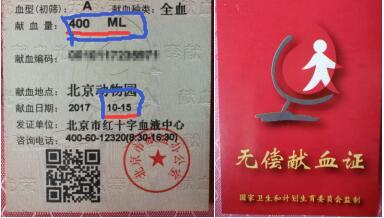 血型(初筛): A 献血种类: 全血
献血量: 400 ML
献血编码:
献血地点: 北京动物园
献血日期: 2017 10-15
发证单位: 北京市红十字血液中心
咨询电话: 400-60-12320(8:30-16:30)
无偿献血证
国家卫生和计划生育委员会监制